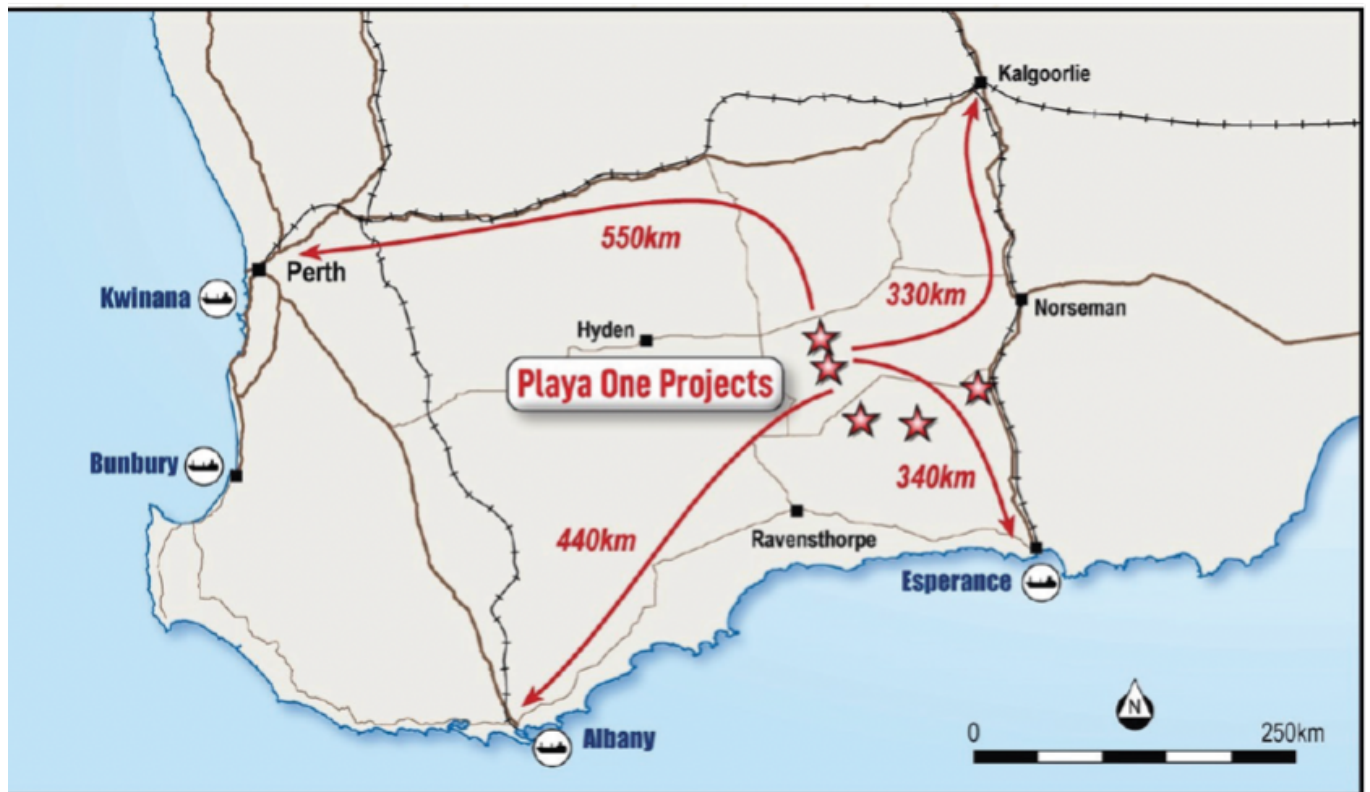 Kalgoorlie
550km
Perth
Kwinana
330km
Norseman
Hyden
Playa One Projects
Bunbury
340km
440km
Ravensthorpe
Esperance
N
0 250km
Albany